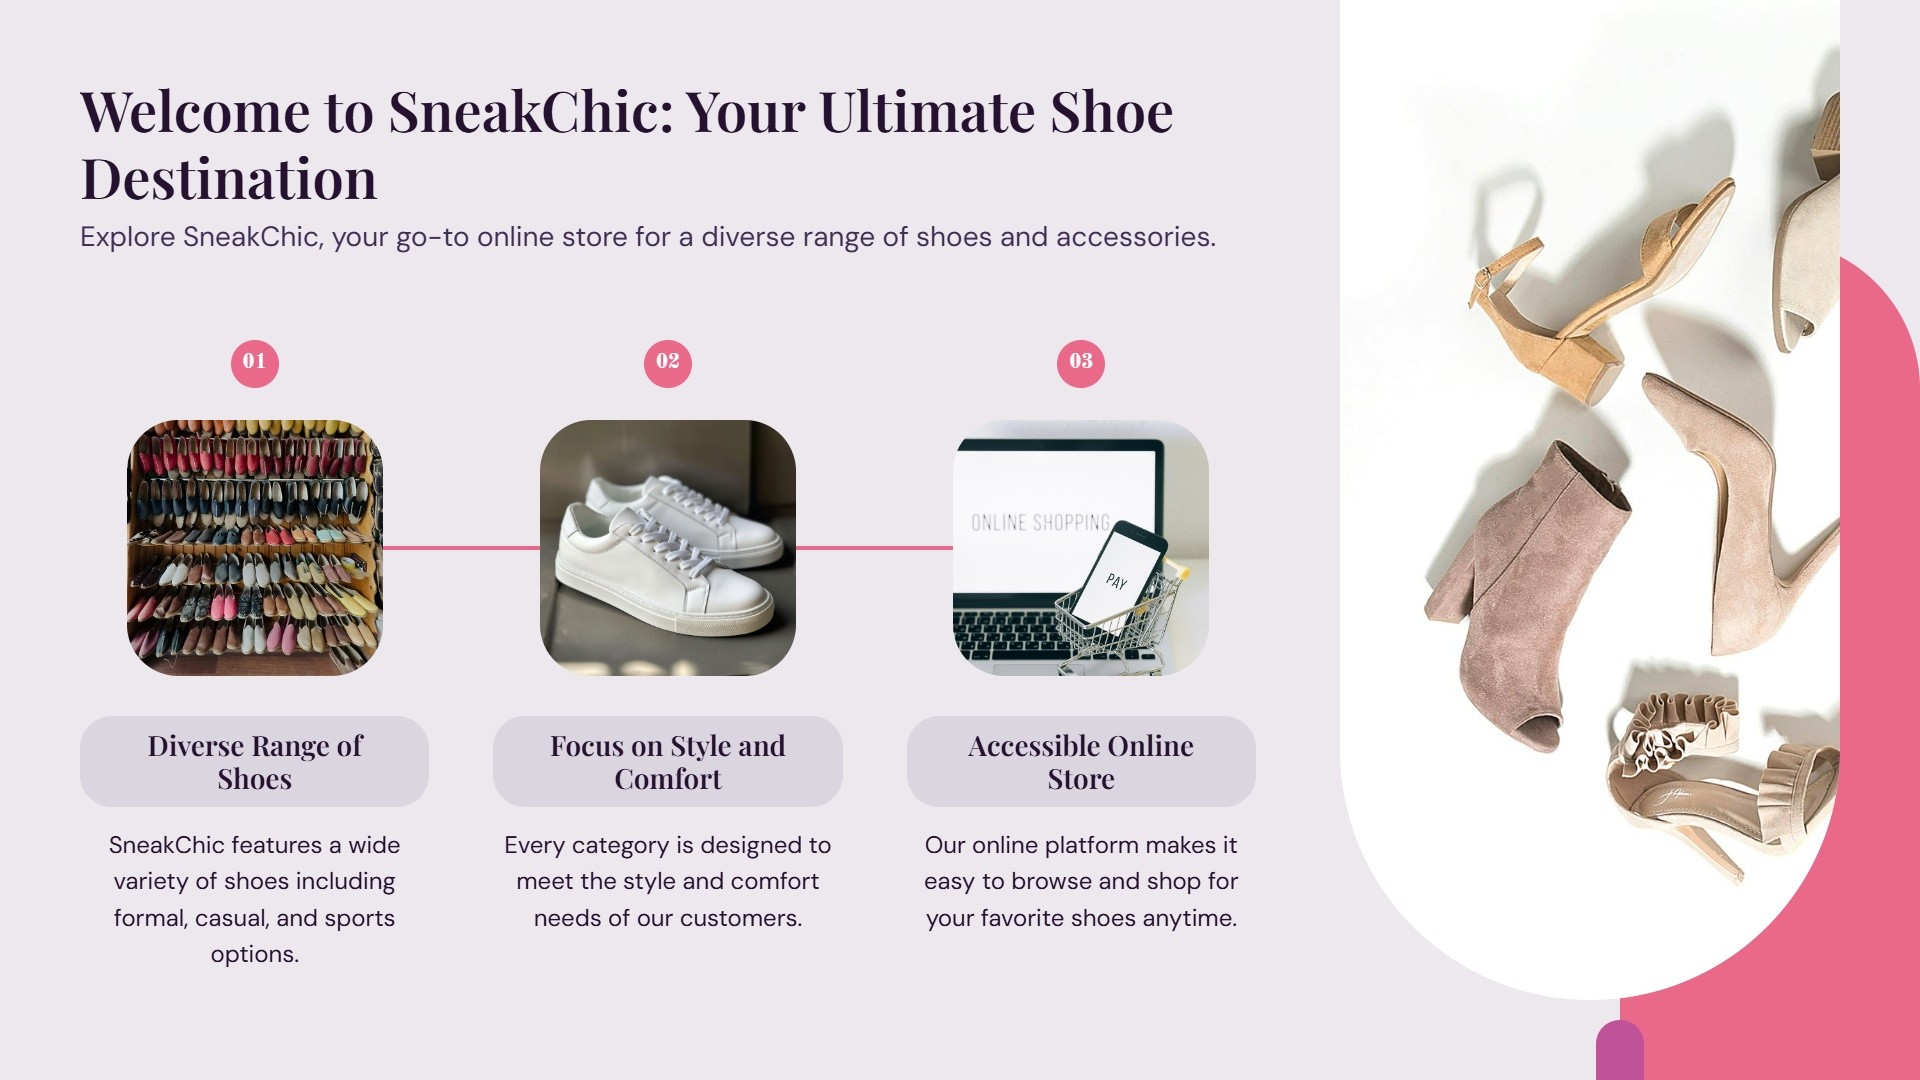 Welcome to SneakChic: Your Ultimate Shoe
Destination
Explore SneakChic, your go-to online store for a diverse range of shoes and accessories.
01
02
03
ONLINE SHOPPING
PAY
Diverse Range of
Shoes
SneakChic features a wide
variety of shoes including
formal, casual, and sports
options.
Focus on Style and
Comfort
Every category is designed to
meet the style and comfort
needs of our customers.
Accessible Online
Store
Our online platform makes it
easy to browse and shop for
your favorite shoes anytime.